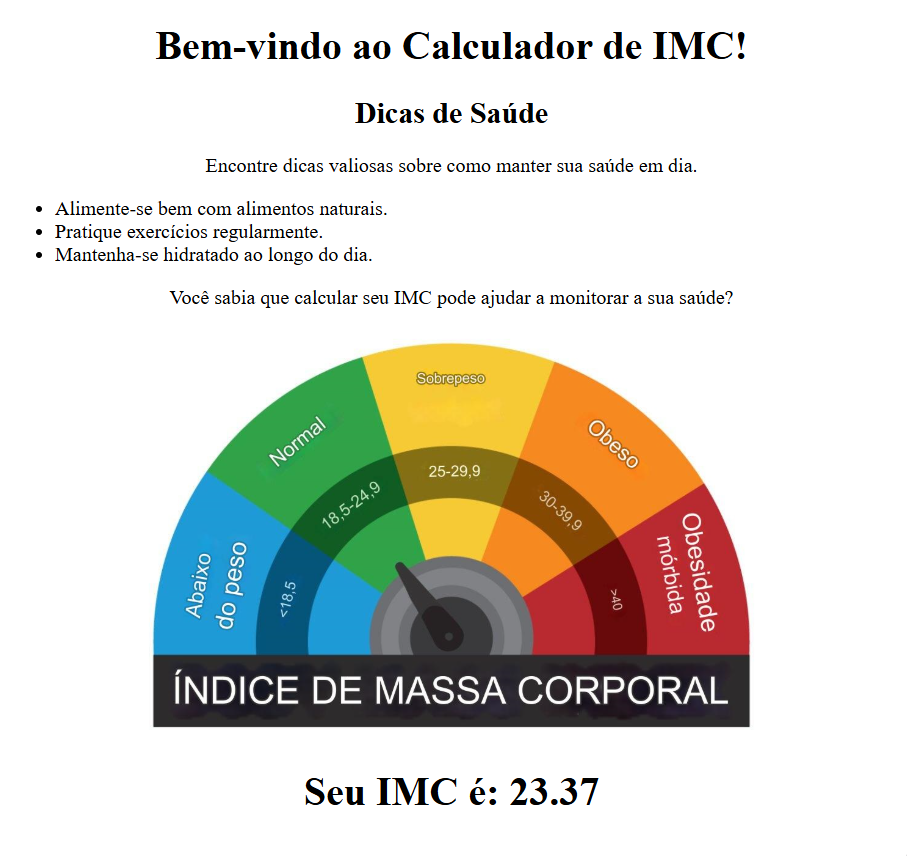 Bem-vindo ao Calculador de IMC!
Dicas de Saúde
Encontre dicas valiosas sobre como manter sua saúde em dia.
• Alimente-se bem com alimentos naturais.
• Pratique exercícios regularmente.
• Mantenha-se hidratado ao longo do dia.
Você sabia que calcular seu IMC pode ajudar a monitorar a sua saúde?
Abaixo
do peso
<18,5
Normal
18,5-24,9
Sobrepeso
25-29,9
Obeso
30-39,9
Obesidade
mórbida
>40
ÍNDICE DE MASSA CORPORAL
Seu IMC é: 23.37